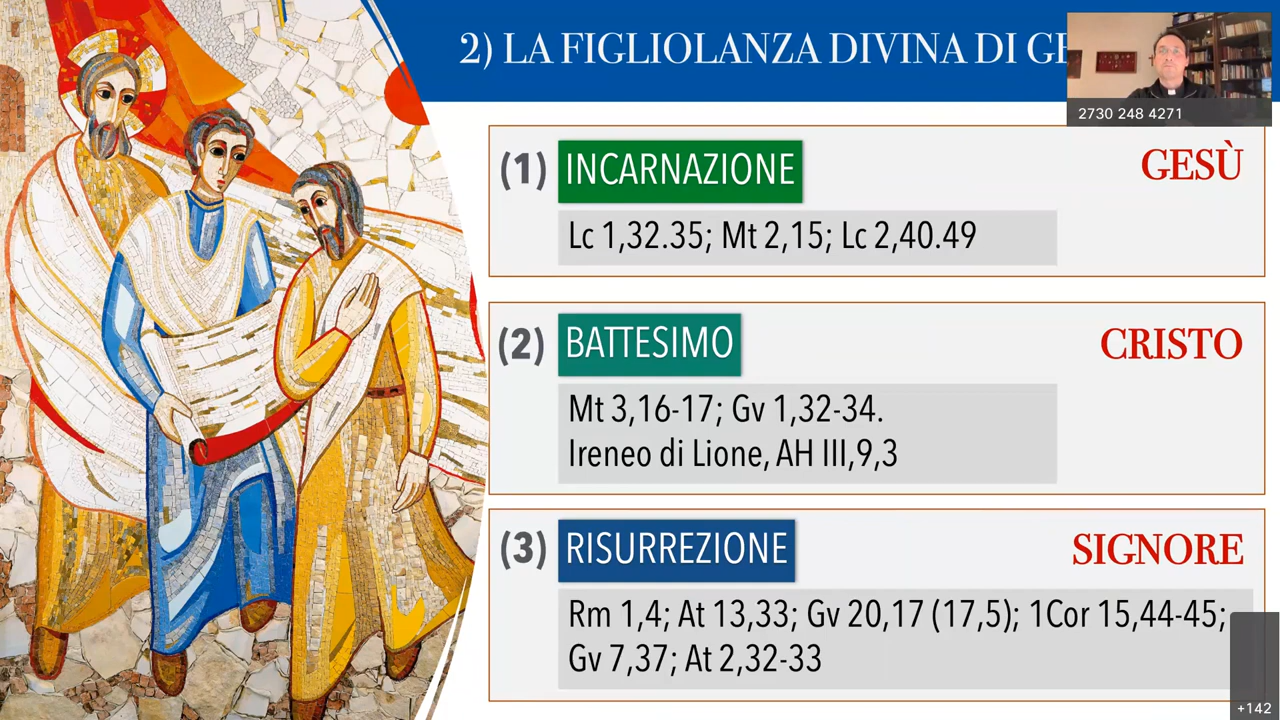 2) LA FIGLIOLANZA DIVINA DI
2730 248 4271
(1) INCARNAZIONE
GESÙ
Lc 1,32.35; Mt 2,15; Lc 2,40.49
(2) BATTESIMO
CRISTO
Mt 3,16-17; Gv 1,32-34.
Ireneo di Lione, AH III,9,3
(3) RISURREZIONE
SIGNORE
Rm 1,4; At 13,33; Gv 20,17 (17,5); 1Cor 15,44-45;
Gv 7,37; At 2,32-33
+142